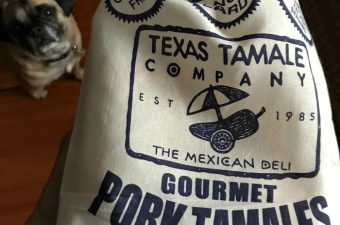 TEXAS TAMALE
COMPANY
EST 1985
THE MEXICAN DELI
GOURMET
PORK TAMALES